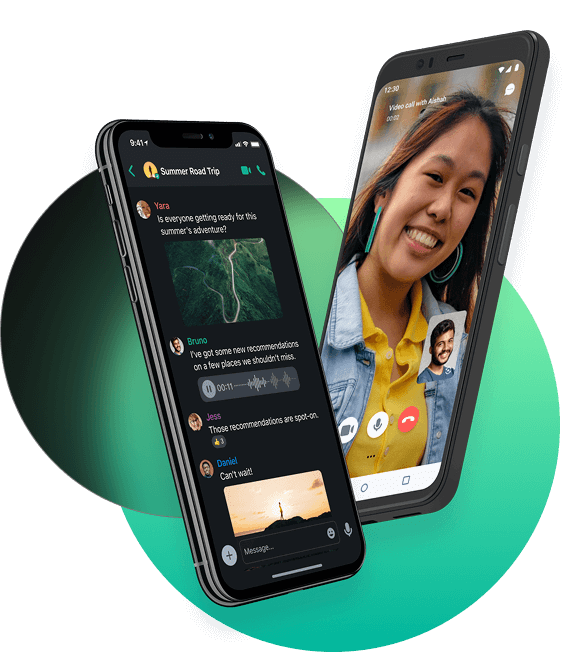 9:41
Summer Road Trip
Yara
Is everyone getting ready for this
summer's adventure?
Bruno
I've got some new recommendations
on a few places we shouldn't miss.
00:11
Jess
Those recommendations are spot-on.
👍 3
Daniel
Can't wait!
Message...
12:30
Video call with Aishah
00:02